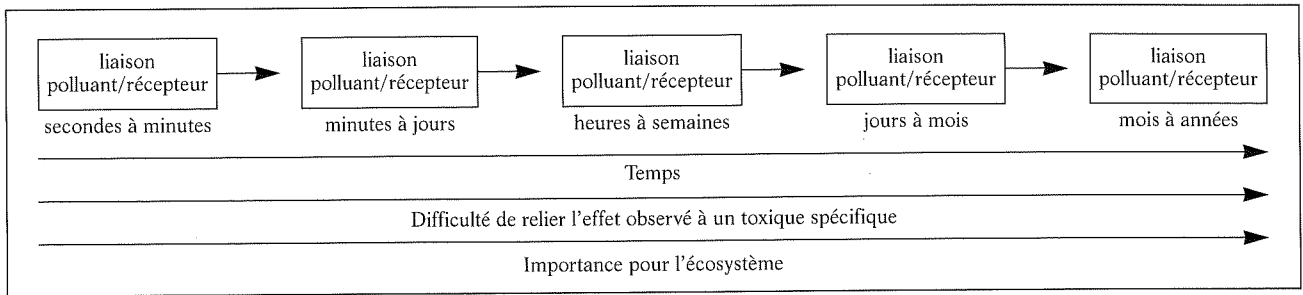 liaison
polluant/récepteur
liaison
polluant/récepteur
liaison
polluant/récepteur
liaison
polluant/récepteur
liaison
polluant/récepteur
secondes à minutes
minutes à jours
heures à semaines
jours à mois
mois à années
Temps
Difficulté de relier l'effet observé à un toxique spécifique
Importance pour l'écosystème